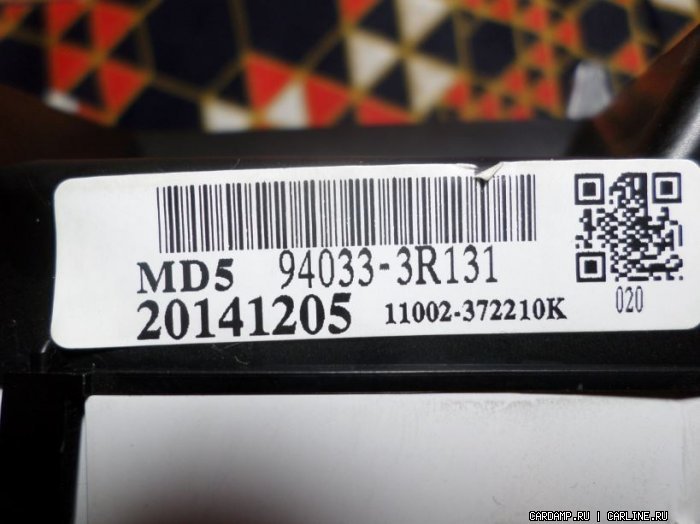 MD5 94033-3R131
20141205 11002-372210K
020
CARDAMP.RU | CARLINE.RU